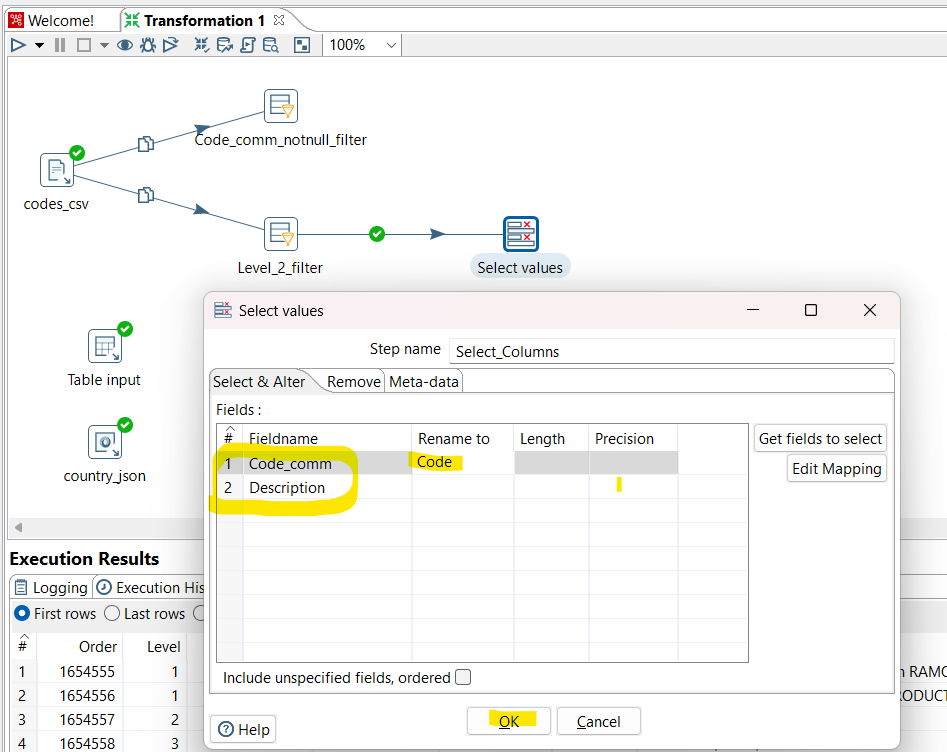 Welcome!
Transformation 1
100%
Code_comm_notnull_filter
codes_csv
Level_2_filter
Select values
Table input
country_json
Select values
Step name Select_Columns
Select & Alter Remove Meta-data
Fields :
# Fieldname Rename to Length Precision
1 Code_comm Code
2 Description
Get fields to select
Edit Mapping
Include unspecified fields, ordered
Help OK Cancel
Execution Results
Logging Execution His
First rows Last rows
# Order Level
1 1654555 1 RAMO
2 1654556 1 RODUCT
3 1654557 2
4 1654558 3